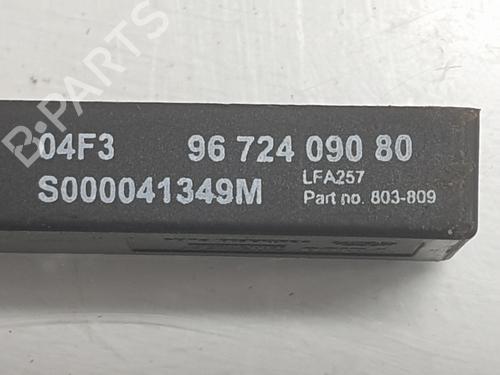 B-PARTS
04F3 96 724 090 80
S000041349M
LFA257
Part no. 803-809